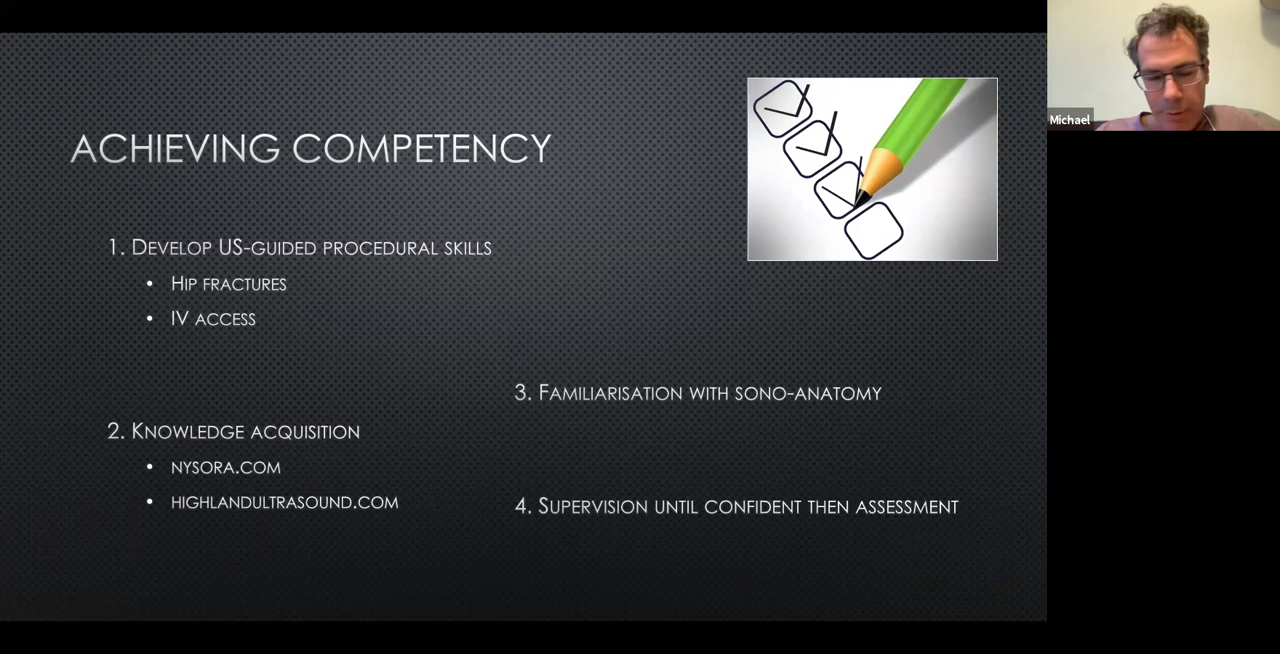 ACHIEVING COMPETENCY
1. DEVELOP US-GUIDED PROCEDURAL SKILLS
• HIP FRACTURES
• IV ACCESS
2. KNOWLEDGE ACQUISITION
• NYSORA.COM
• HIGHLANDULTRASOUND.COM
3. FAMILIARISATION WITH SONO-ANATOMY
4. SUPERVISION UNTIL CONFIDENT THEN ASSESSMENT
Michael